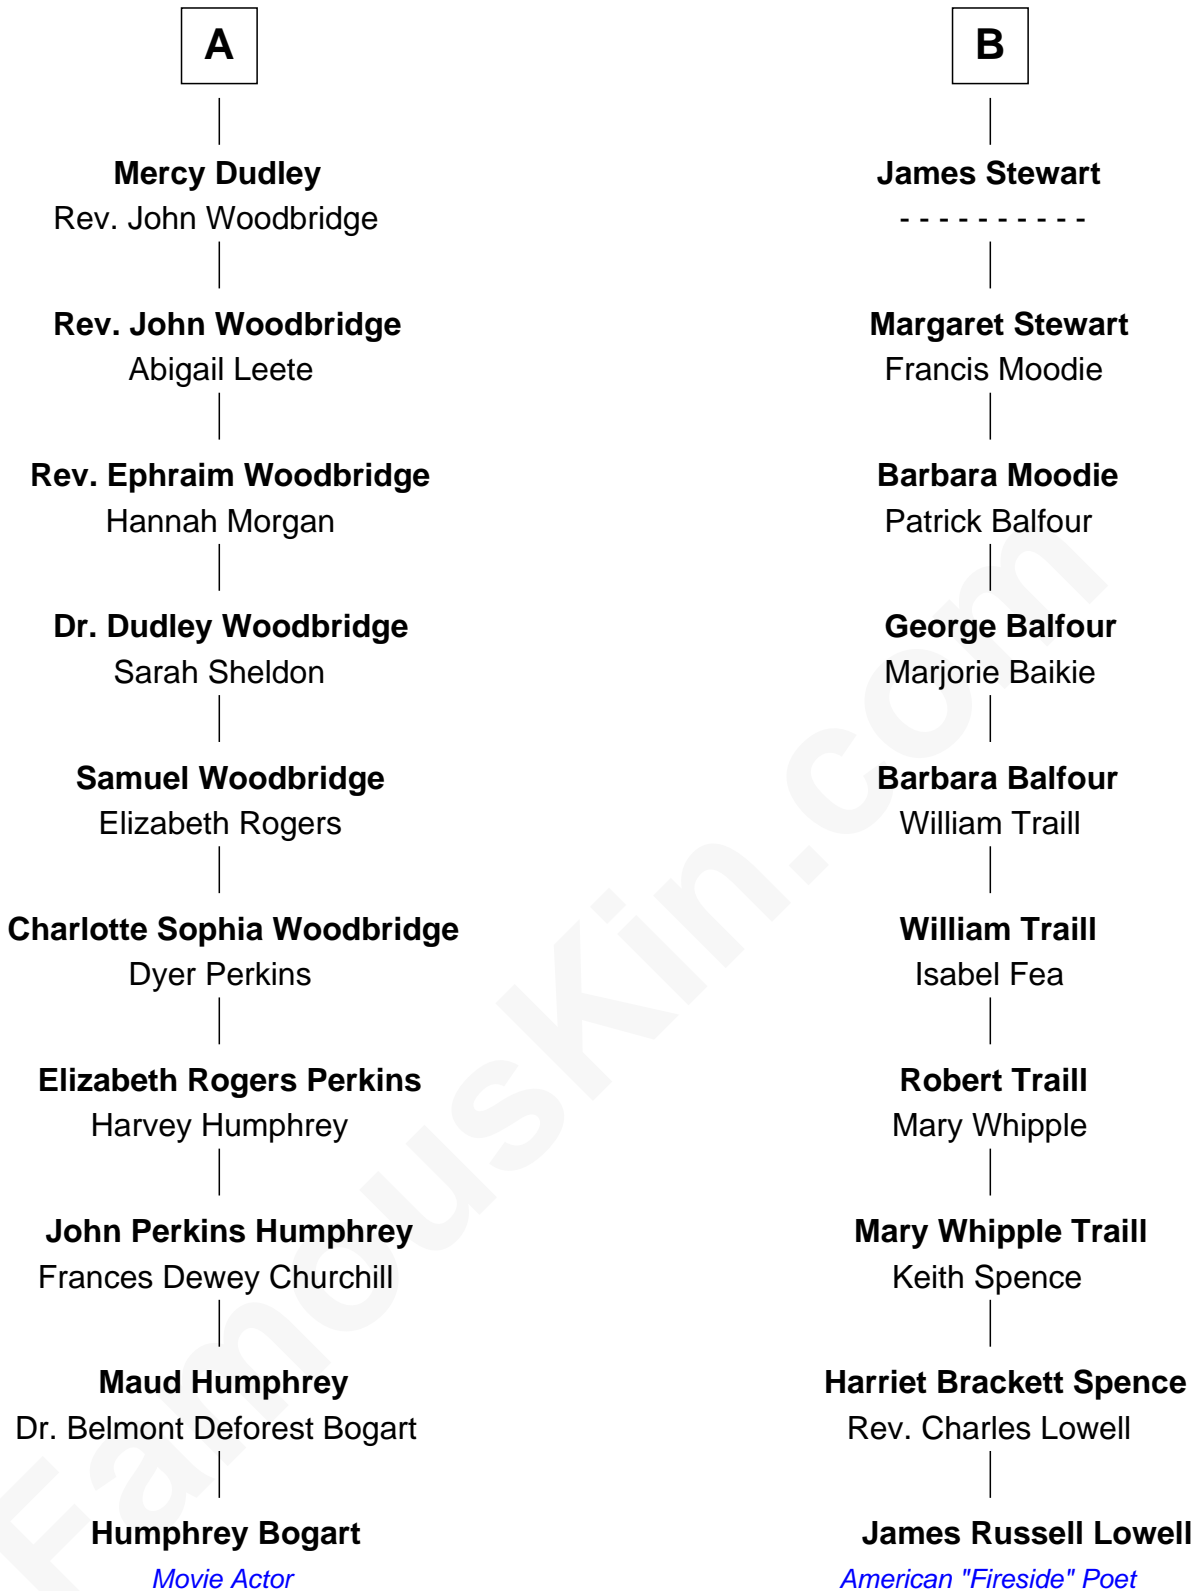 A
Mercy Dudley
Rev. John Woodbridge
Rev. John Woodbridge
Abigail Leete
Rev. Ephraim Woodbridge
Hannah Morgan
Dr. Dudley Woodbridge
Sarah Sheldon
Samuel Woodbridge
Elizabeth Rogers
Charlotte Sophia Woodbridge
Dyer Perkins
Elizabeth Rogers Perkins
Harvey Humphrey
John Perkins Humphrey
Frances Dewey Churchill
Maud Humphrey
Dr. Belmont Deforest Bogart
Humphrey Bogart
Movie Actor
B
James Stewart
- - - - - - - - - -
Margaret Stewart
Francis Moodie
Barbara Moodie
Patrick Balfour
George Balfour
Marjorie Baikie
Barbara Balfour
William Traill
William Traill
Isabel Fea
Robert Traill
Mary Whipple
Mary Whipple Traill
Keith Spence
Harriet Brackett Spence
Rev. Charles Lowell
James Russell Lowell
American "Fireside" Poet
FamousKin.com